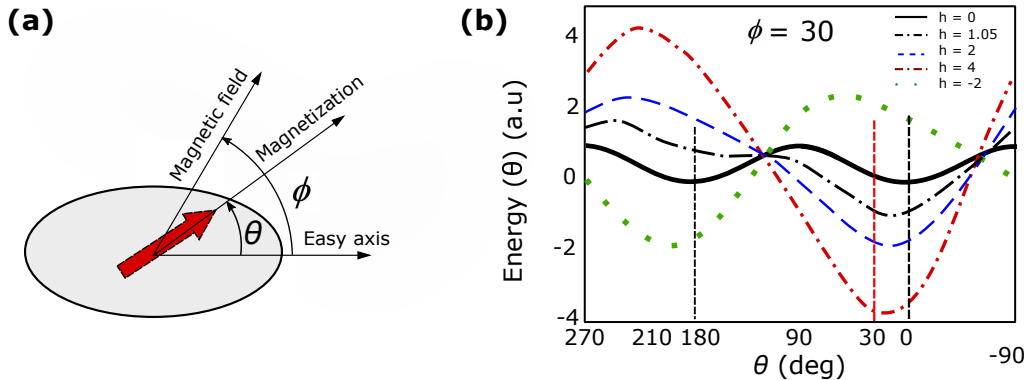 (a)
Magnetic field
Magnetization
ϕ
θ
Easy axis
(b)
ϕ = 30
h = 0
h = 1.05
h = 2
h = 4
h = -2
Energy (θ) (a.u)
4
2
0
-2
-4
270 210 180 90 30 0 -90
θ (deg)